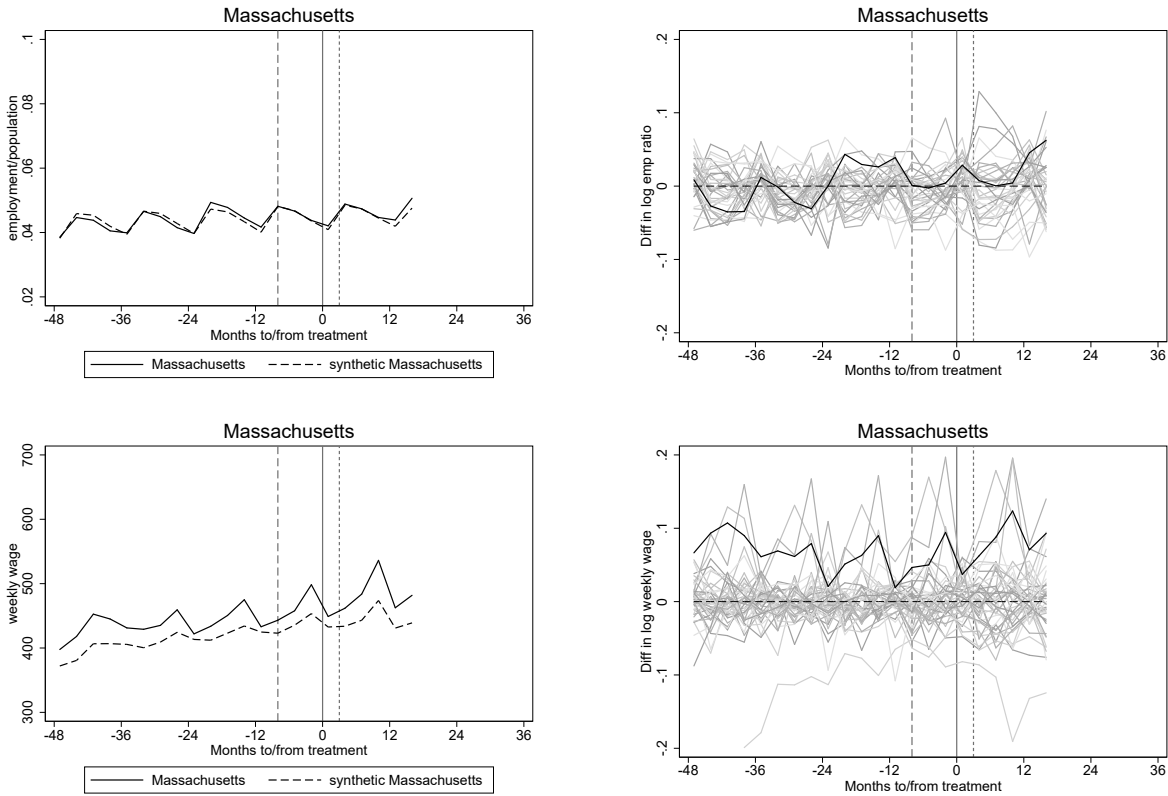 Massachusetts
employment/population
.1
.08
.06
.04
.02
-48 -36 -24 -12 0 12 24 36
Months to/from treatment
Massachusetts synthetic Massachusetts
Massachusetts
Diff in log emp ratio
.2
.1
0
-.1
-.2
-48 -36 -24 -12 0 12 24 36
Months to/from treatment
Massachusetts
weekly wage
700
600
500
400
300
-48 -36 -24 -12 0 12 24 36
Months to/from treatment
Massachusetts synthetic Massachusetts
Massachusetts
Diff in log weekly wage
.2
.1
0
-.1
-.2
-48 -36 -24 -12 0 12 24 36
Months to/from treatment